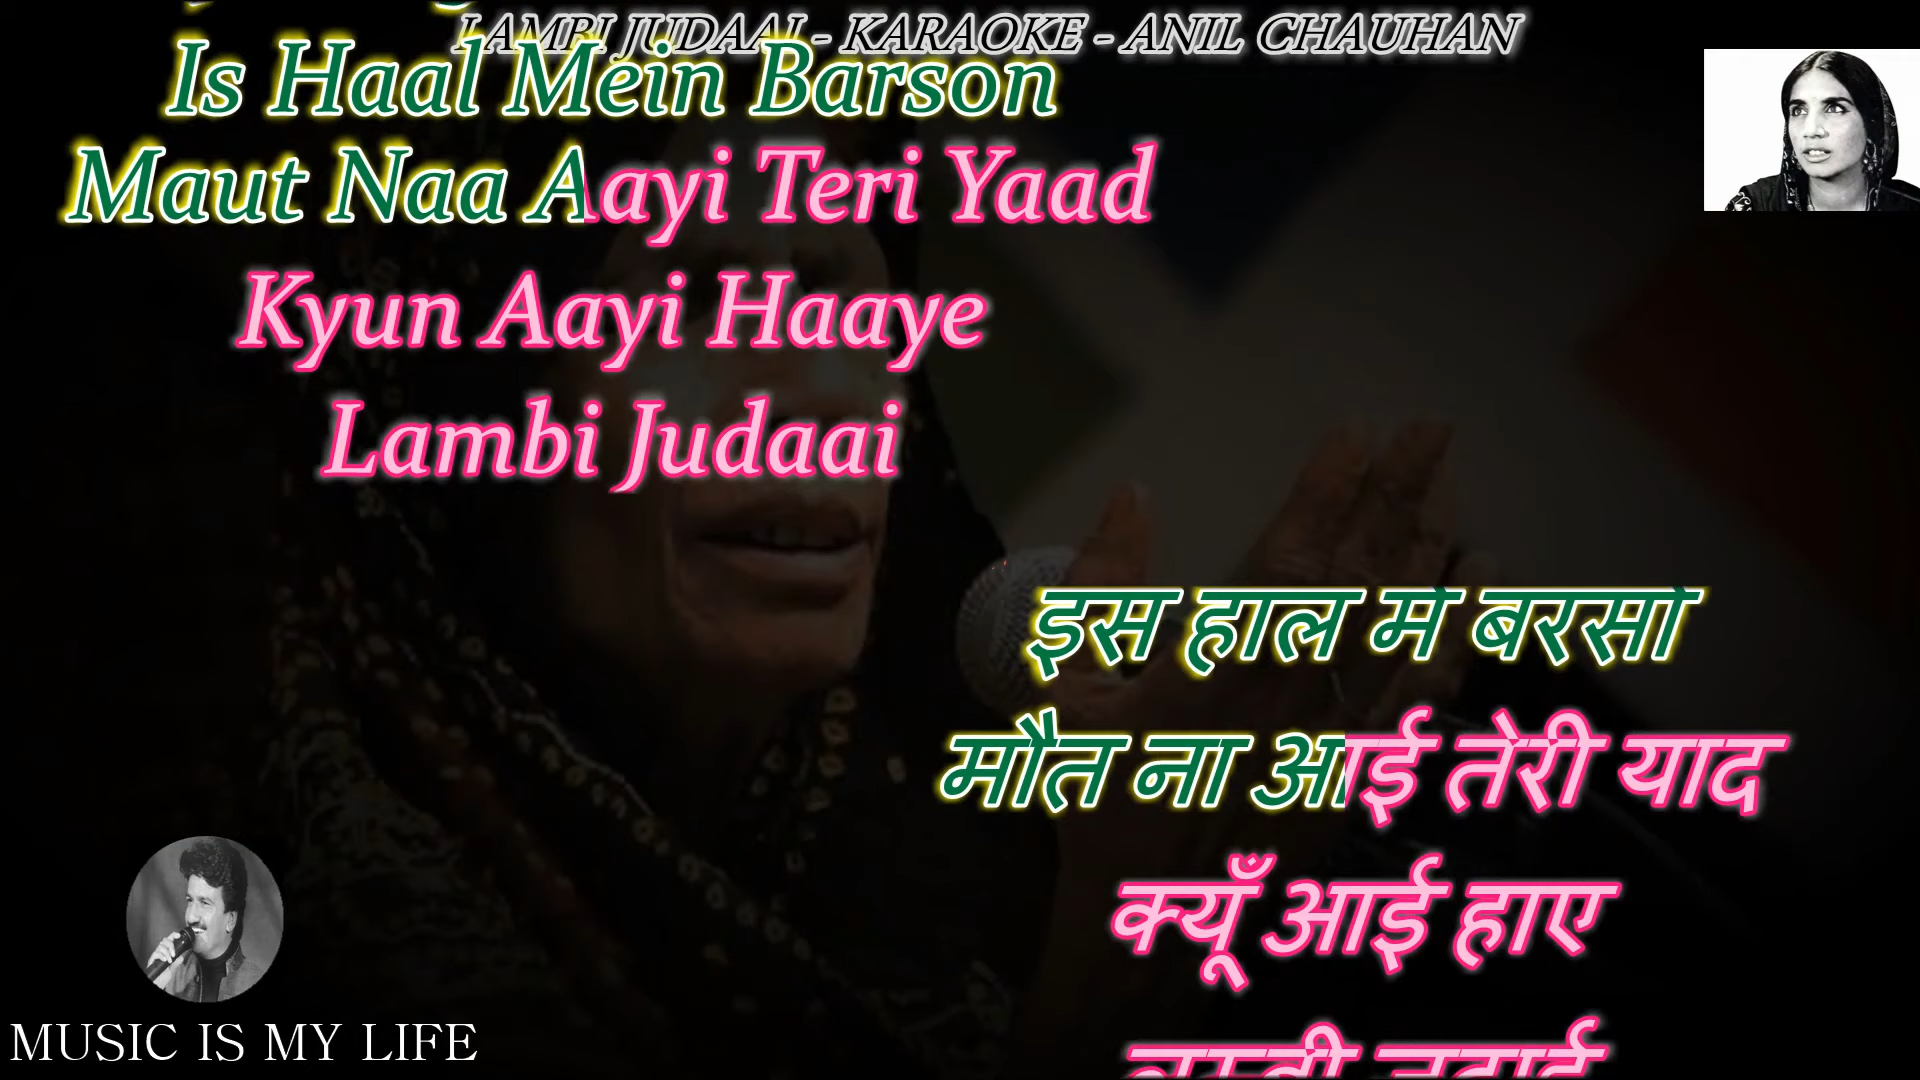 LAMBI JUDAAI - KARAOKE - ANIL CHAUHAN
Is Haal Mein Barson
Maut Naa Aayi Teri Yaad
Kyun Aayi Haaye
Lambi Judaai
इस हाल में बरसों
मौत ना आई तेरी याद
क्यूँ आई हाए
MUSIC IS MY LIFE